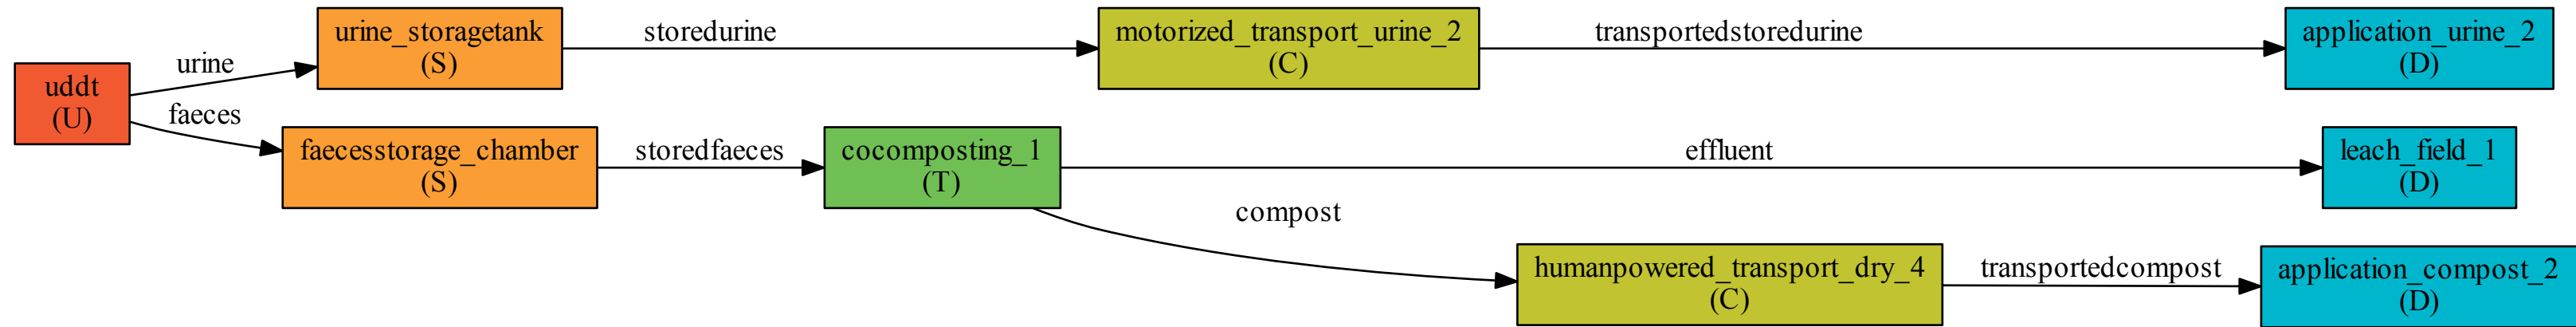 uddt
(U)
urine
faeces
urine_storagetank
(S)
faecesstorage_chamber
(S)
storedurine
storedfaeces
cocomposting_1
(T)
motorized_transport_urine_2
(C)
effluent
compost
humanpowered_transport_dry_4
(C)
transportedstoredurine
transportedcompost
application_urine_2
(D)
leach_field_1
(D)
application_compost_2
(D)